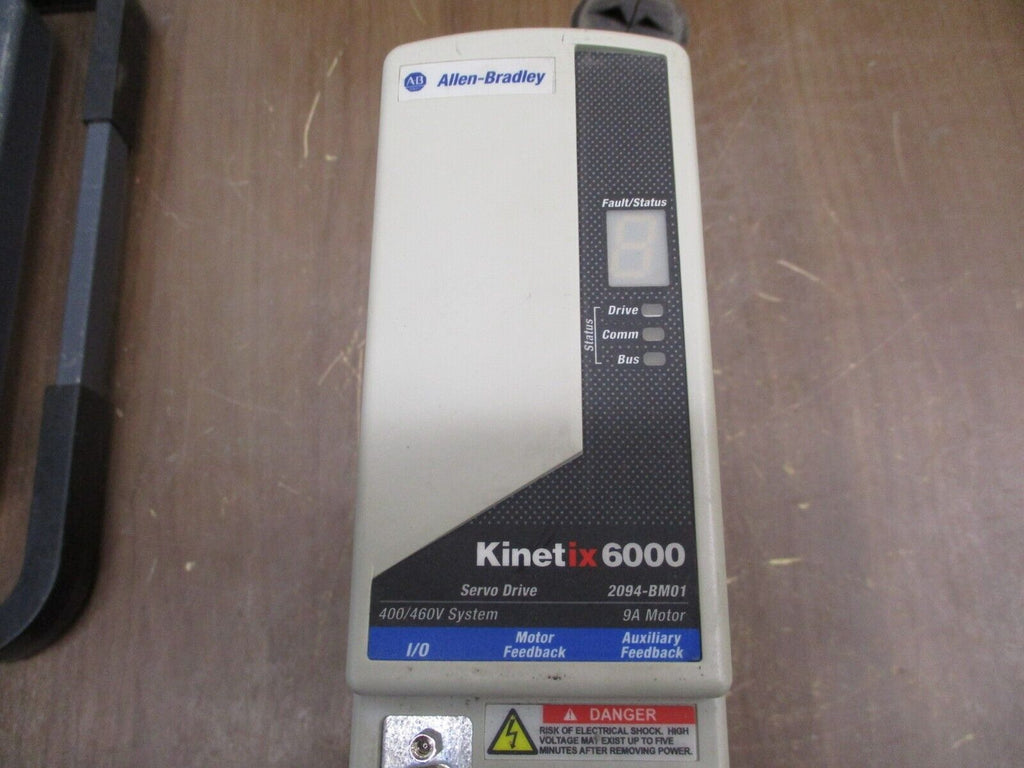 AB Allen-Bradley
Fault/Status
8
Status
Drive
Comm
Bus
Kinetix 6000
Servo Drive 2094-BM01
400/460V System 9A Motor
I/O Motor Feedback Auxiliary Feedback
DANGER
RISK OF ELECTRICAL SHOCK. HIGH
VOLTAGE MAY EXIST UP TO FIVE
MINUTES AFTER REMOVING POWER.